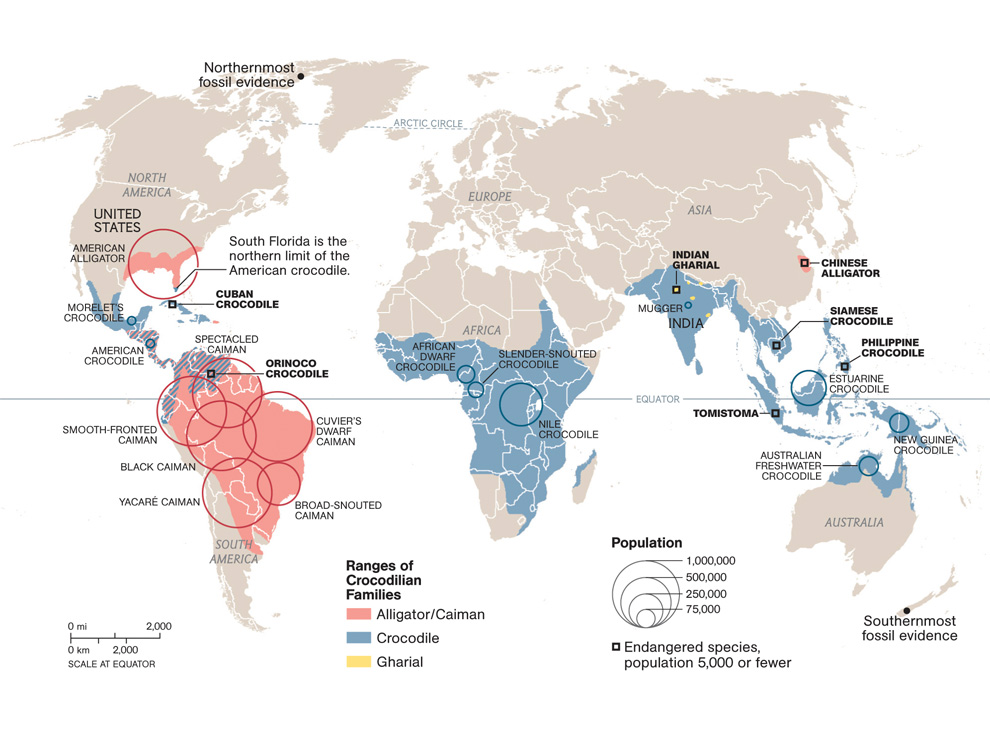 Northernmost
fossil evidence
ARCTIC CIRCLE
NORTH
AMERICA
EUROPE
ASIA
UNITED
STATES
AMERICAN
ALLIGATOR
South Florida is the
northern limit of the
American crocodile.
CUBAN
CROCODILE
MORELET'S
CROCODILE
AMERICAN
CROCODILE
SPECTACLED
CAIMAN
ORINOCO
CROCODILE
SMOOTH-FRONTED
CAIMAN
BLACK CAIMAN
YACARÉ CAIMAN
CUVIER'S
DWARF
CAIMAN
BROAD-SNOUTED
CAIMAN
SOUTH
AMERICA
AFRICA
AFRICAN
DWARF
CROCODILE
SLENDER-SNOUTED
CROCODILE
NILE
CROCODILE
INDIAN
GHARIAL
MUGGER
INDIA
CHINESE
ALLIGATOR
SIAMESE
CROCODILE
PHILIPPINE
CROCODILE
ESTUARINE
CROCODILE
EQUATOR
TOMISTOMA
NEW GUINEA
CROCODILE
AUSTRALIAN
FRESHWATER
CROCODILE
AUSTRALIA
Southernmost
fossil evidence
Ranges of
Crocodilian
Families
Alligator/Caiman
Crocodile
Gharial
Population
1,000,000
500,000
250,000
75,000
Endangered species,
population 5,000 or fewer
0 mi 2,000
0 km 2,000
SCALE AT EQUATOR